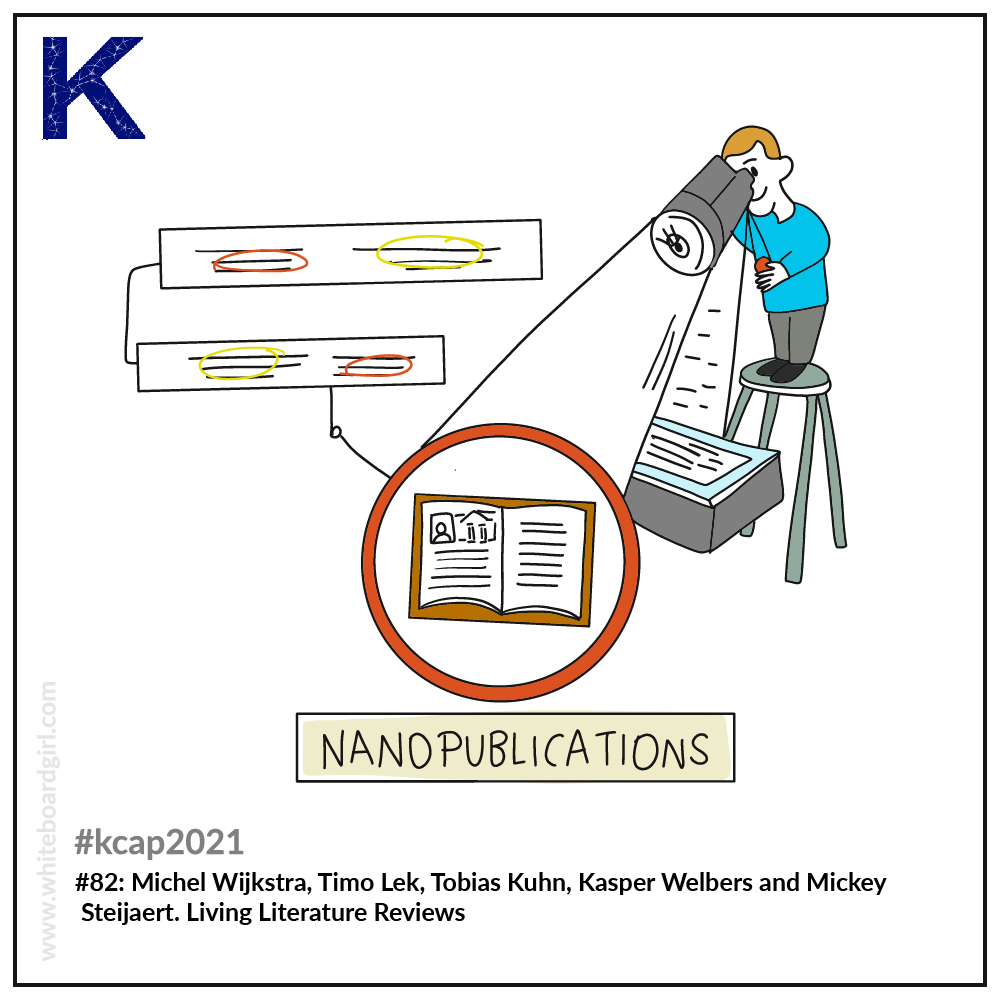 K
NANOPUBLICATIONS
#kcap2021
#82: Michel Wijkstra, Timo Lek, Tobias Kuhn, Kasper Welbers and Mickey
Steijaert. Living Literature Reviews
www.whiteboardgirl.com